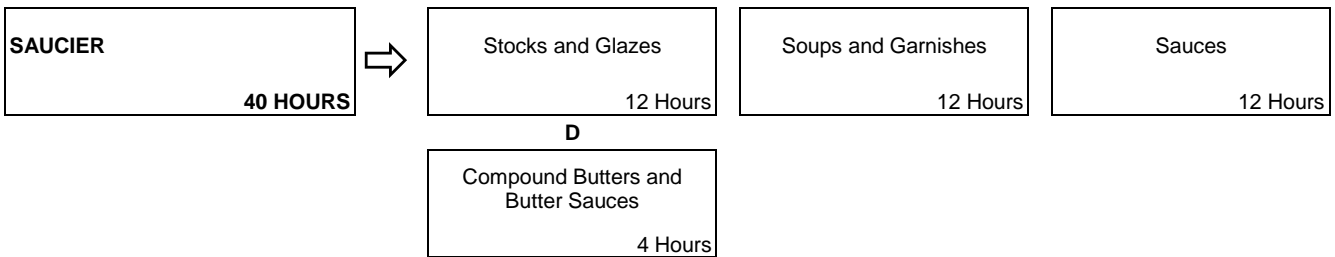 SAUCIER
40 HOURS
Stocks and Glazes
12 Hours
Soups and Garnishes
12 Hours
Sauces
12 Hours
D
Compound Butters and
Butter Sauces
4 Hours